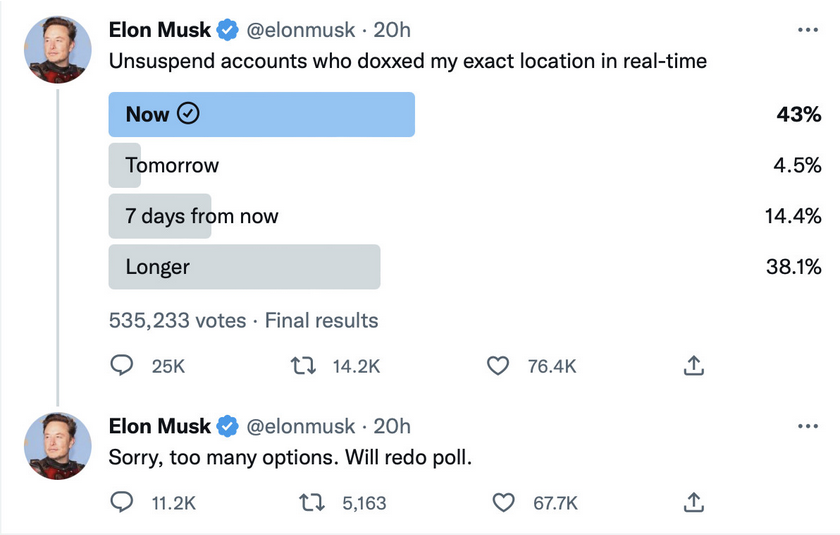 Elon Musk @elonmusk · 20h
Unsuspend accounts who doxxed my exact location in real-time
Now 43%
Tomorrow 4.5%
7 days from now 14.4%
Longer 38.1%
535,233 votes · Final results
25K 14.2K 76.4K
Elon Musk @elonmusk · 20h
Sorry, too many options. Will redo poll.
11.2K 5,163 67.7K